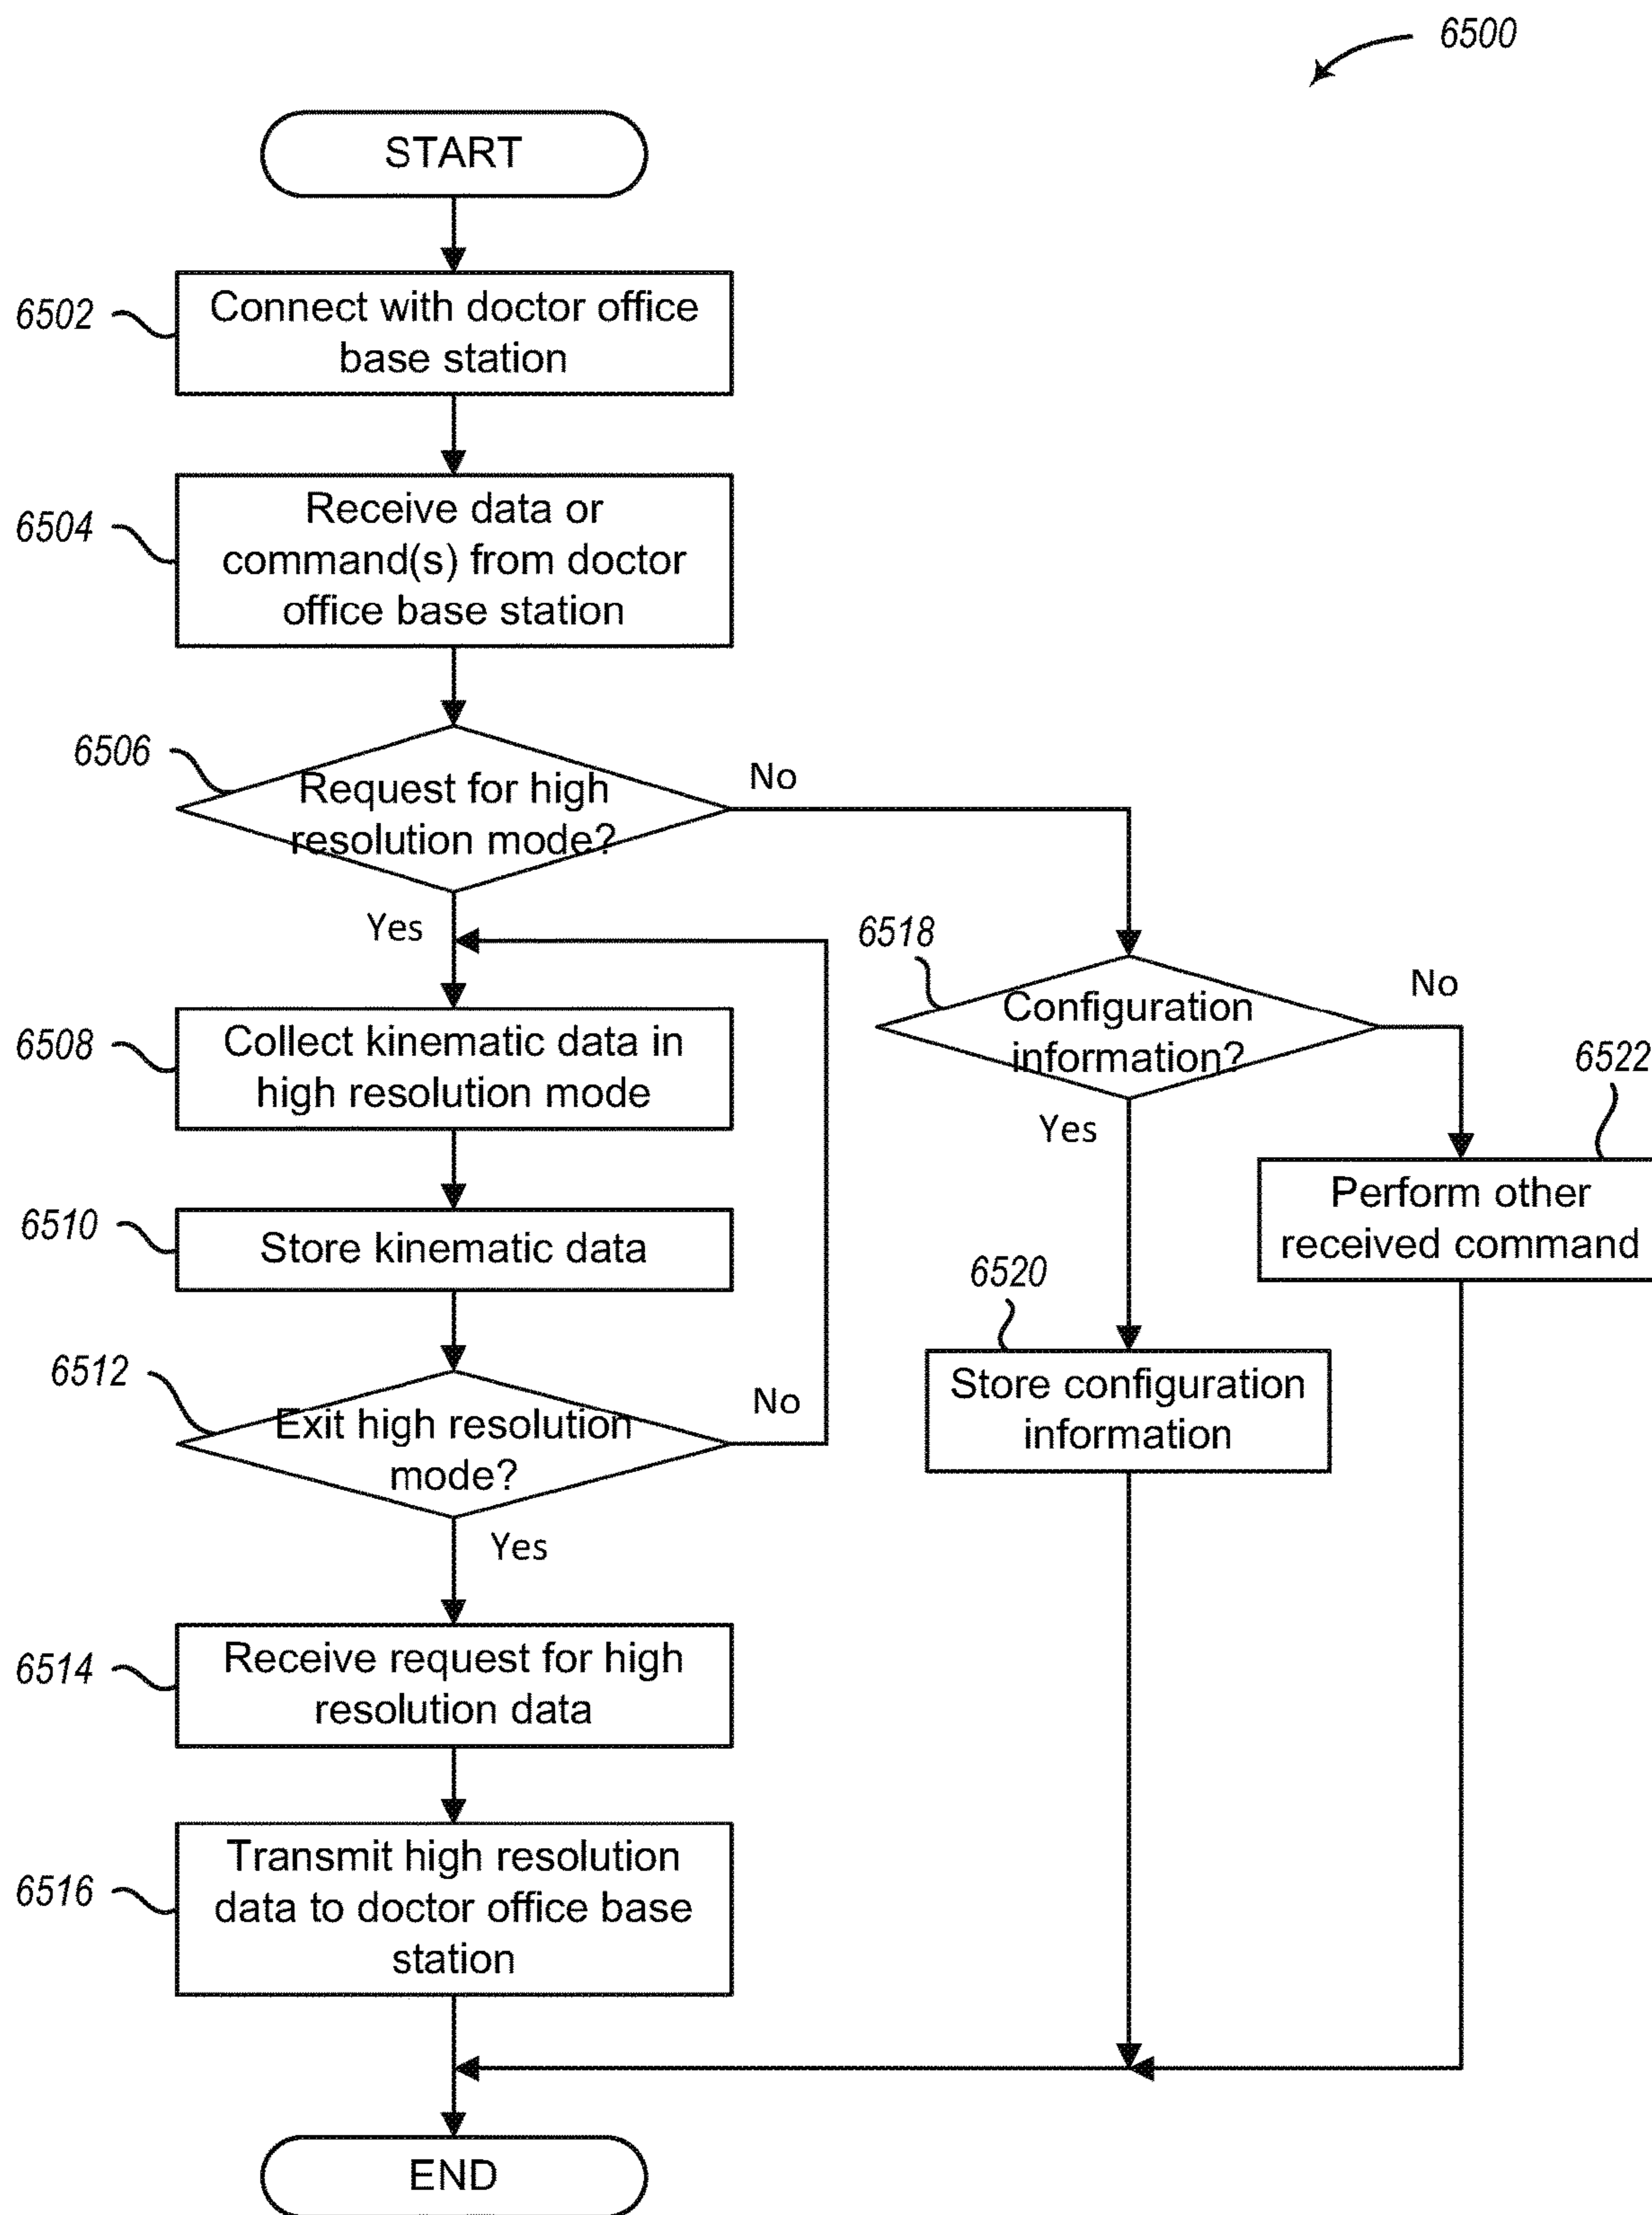 6500
START
6502
Connect with doctor office
base station
6504
Receive data or
command(s) from doctor
office base station
6506
Request for high
resolution mode?
No
Yes
6508
Collect kinematic data in
high resolution mode
6510
Store kinematic data
6512
Exit high resolution
mode?
No
Yes
6514
Receive request for high
resolution data
6516
Transmit high resolution
data to doctor office base
station
6518
Configuration
information?
No
Yes
6520
Store configuration
information
6522
Perform other
received command
END